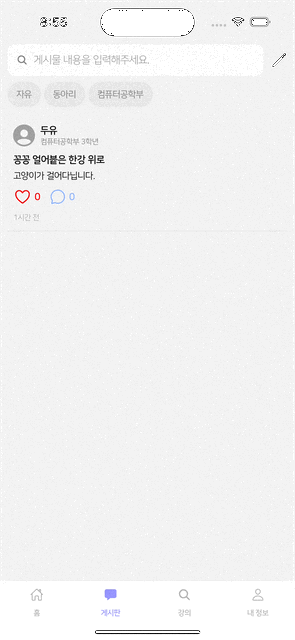 8:55
게시물 내용을 입력해주세요.
자유 동아리 컴퓨터공학부
두유
컴퓨터공학부 3학년
꽁꽁 얼어붙은 한강 위로
고양이가 걸어다닙니다.
0 0
1시간 전
홈 게시판 강의 내 정보